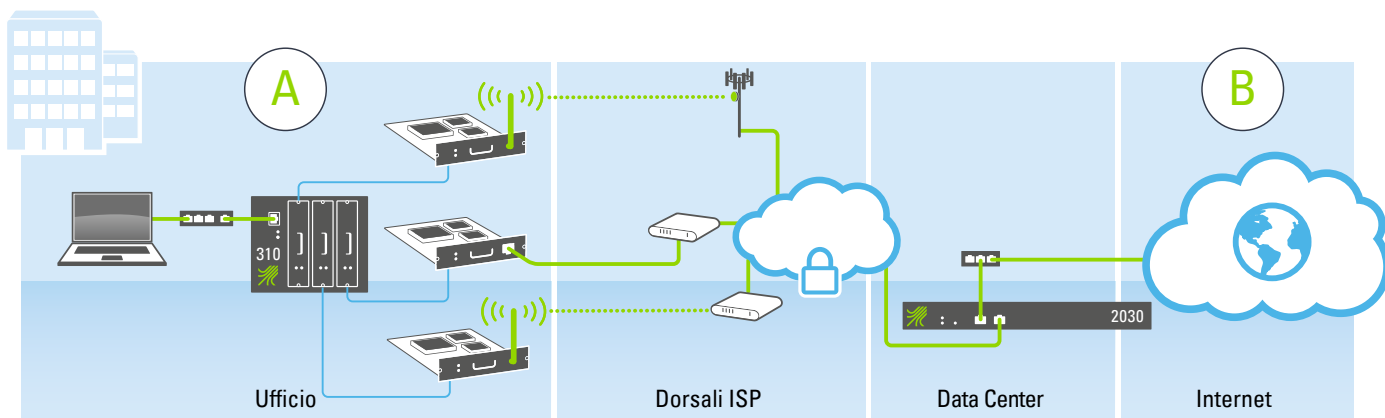 A
B
310
2030
Ufficio
Dorsali ISP
Data Center
Internet